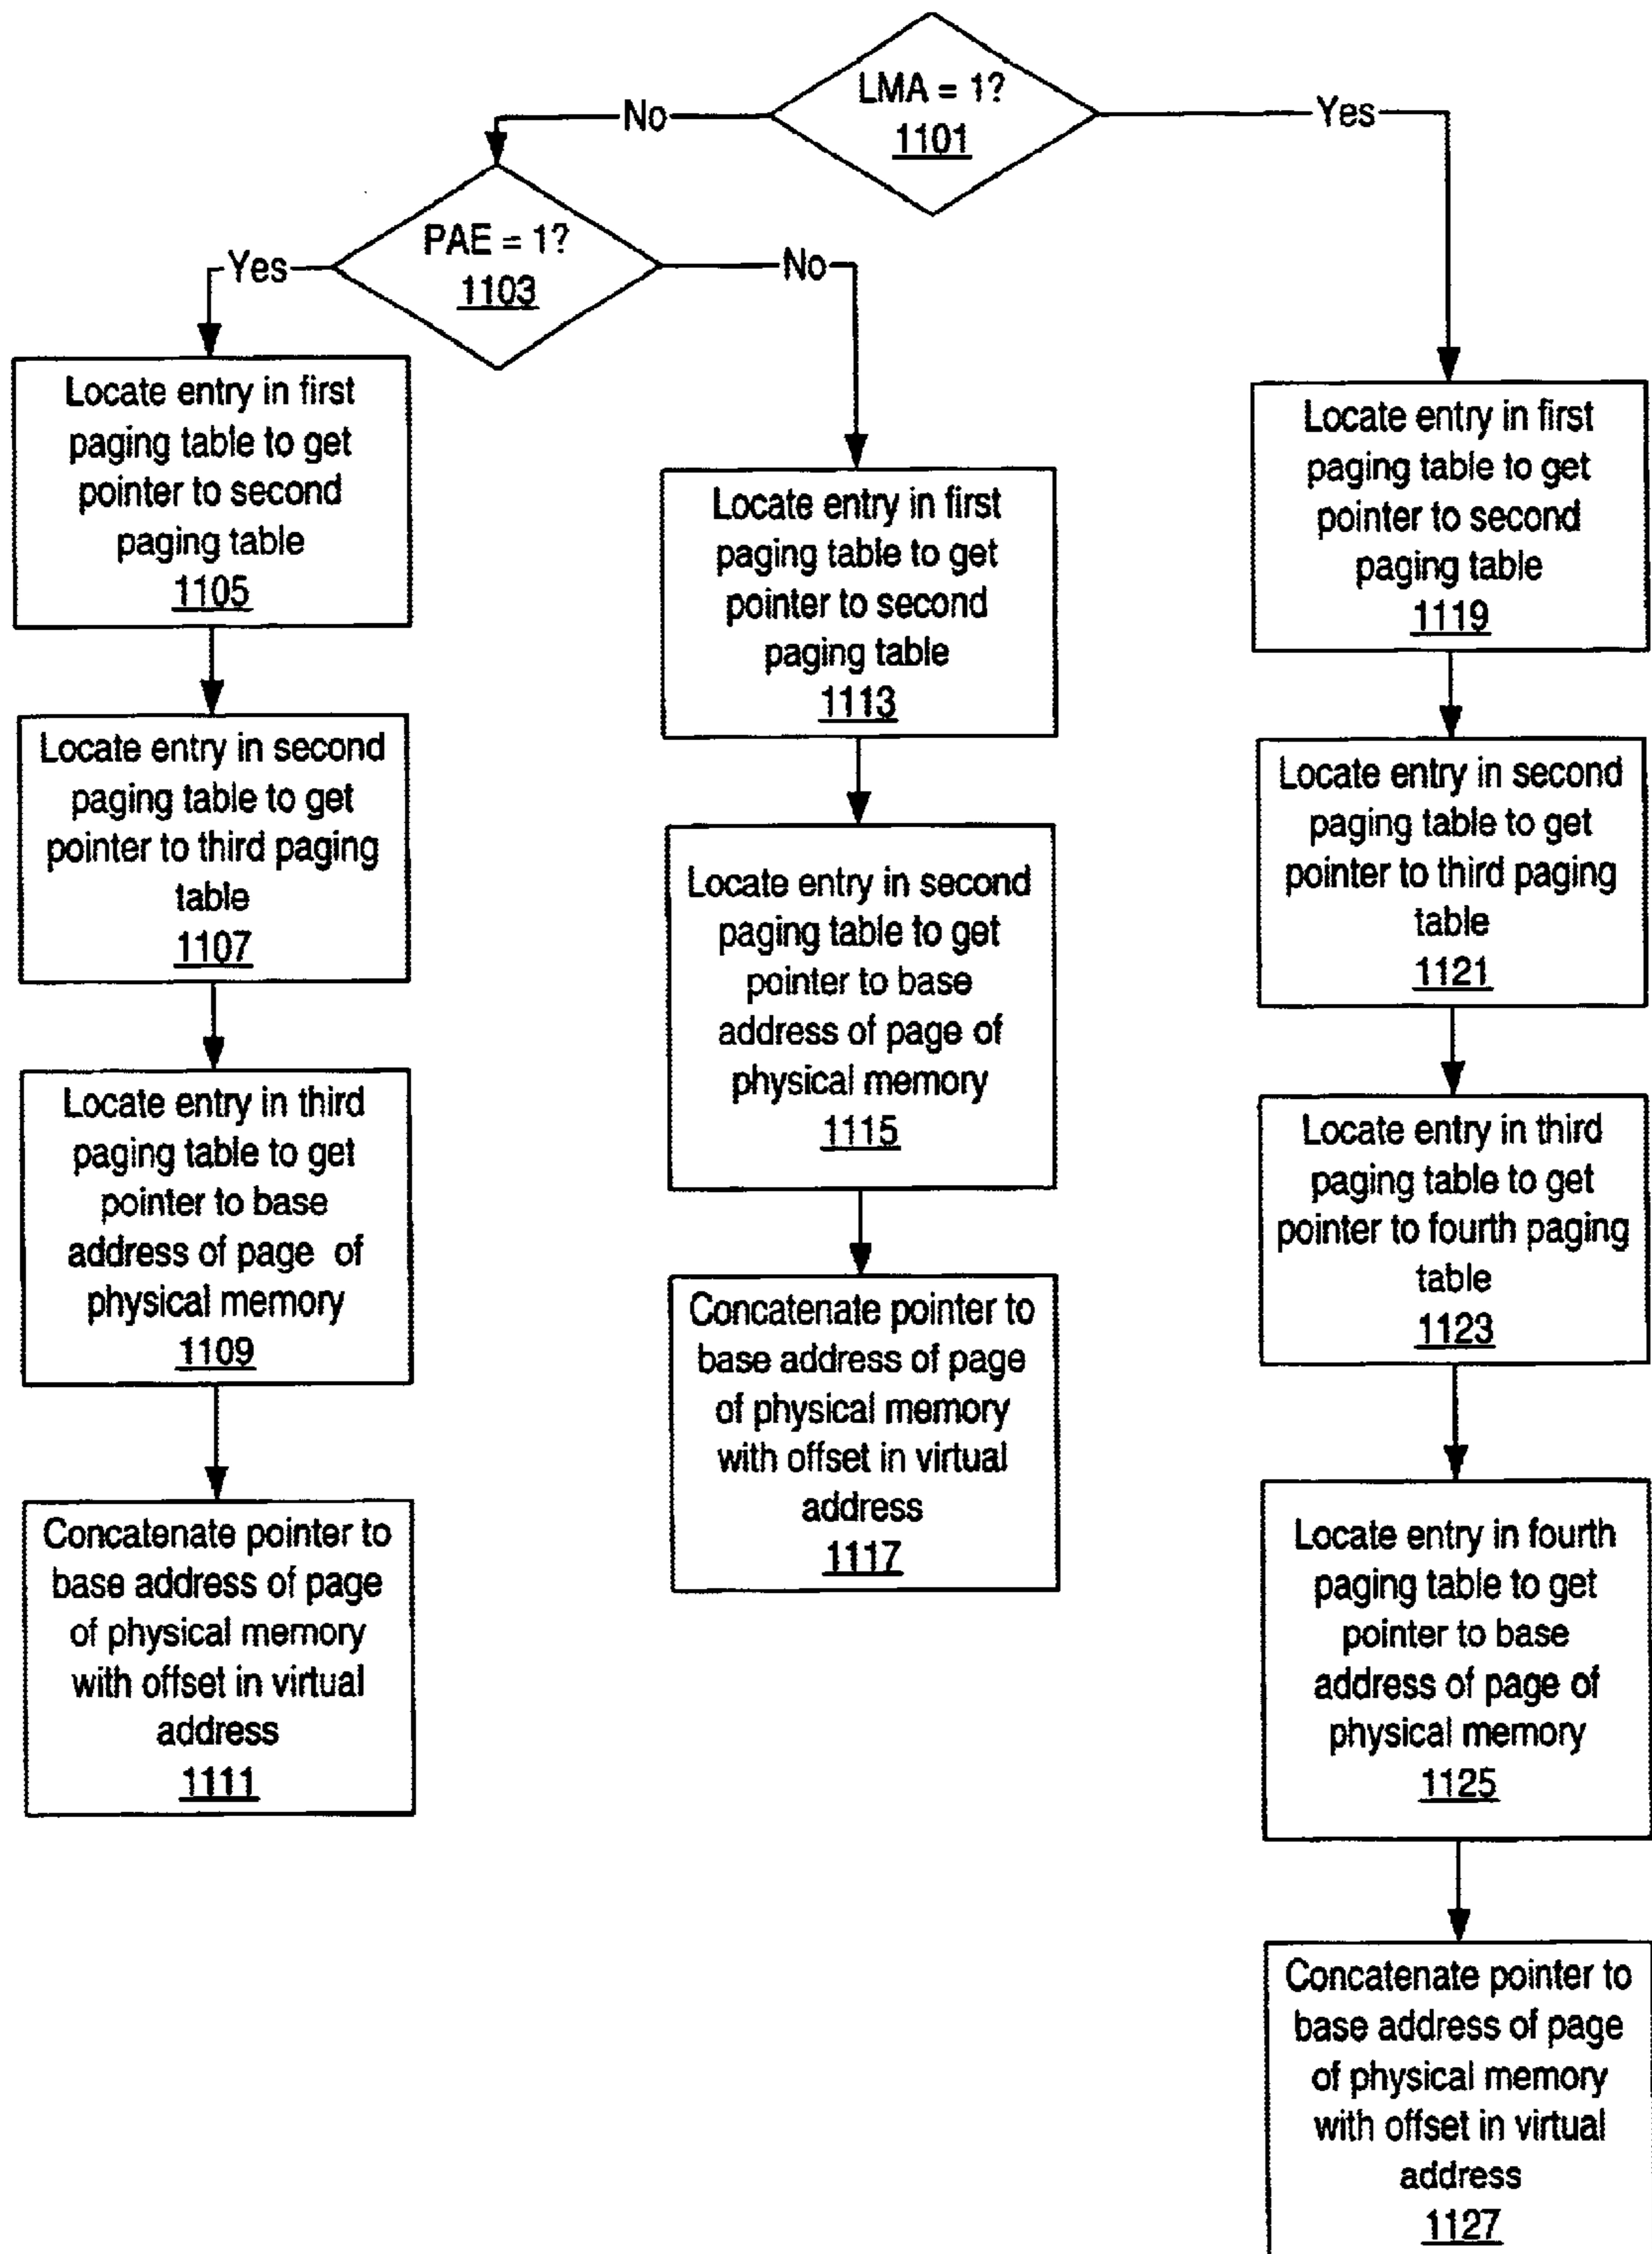 LMA = 1?
1101
No
Yes
PAE = 1?
1103
Yes
No
Locate entry in first
paging table to get
pointer to second
paging table
1105
Locate entry in second
paging table to get
pointer to third paging
table
1107
Locate entry in third
paging table to get
pointer to base
address of page of
physical memory
1109
Concatenate pointer to
base address of page
of physical memory
with offset in virtual
address
1111
Locate entry in first
paging table to get
pointer to second
paging table
1113
Locate entry in second
paging table to get
pointer to base
address of page of
physical memory
1115
Concatenate pointer to
base address of page
of physical memory
with offset in virtual
address
1117
Locate entry in first
paging table to get
pointer to second
paging table
1119
Locate entry in second
paging table to get
pointer to third paging
table
1121
Locate entry in third
paging table to get
pointer to fourth paging
table
1123
Locate entry in fourth
paging table to get
pointer to base
address of page of
physical memory
1125
Concatenate pointer to
base address of page
of physical memory
with offset in virtual
address
1127